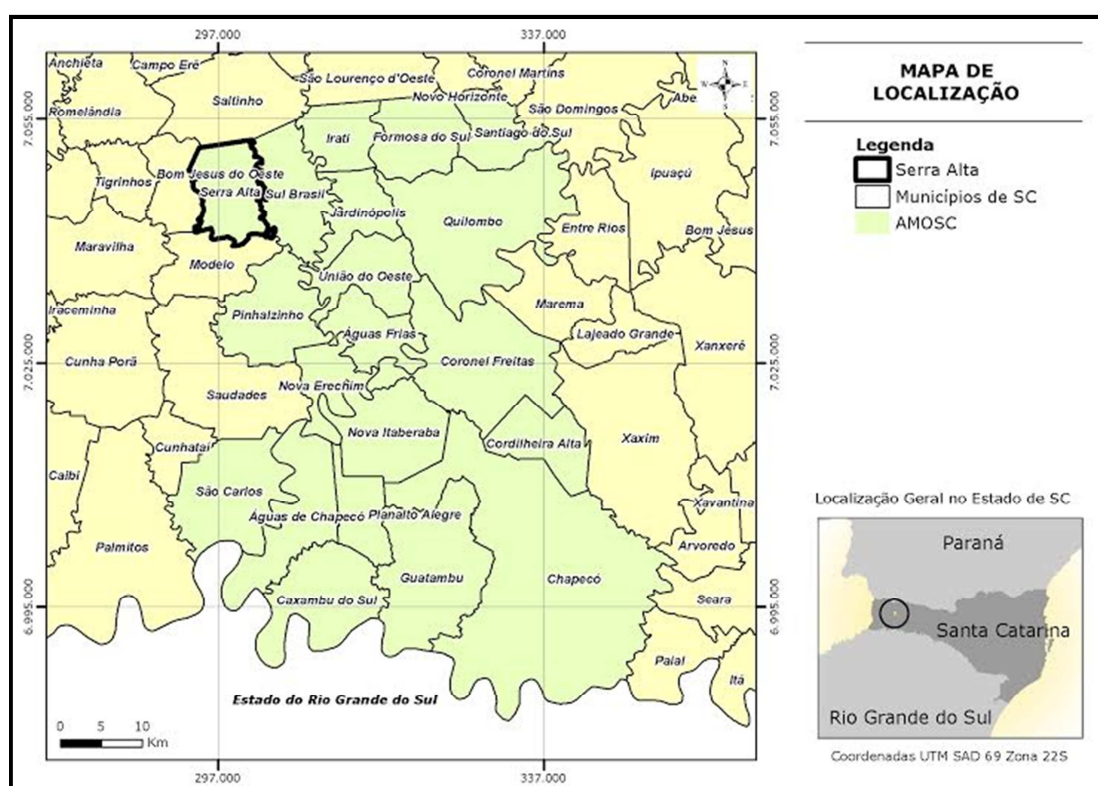 297.000
337.000
Anchieta
Campo Erê
São Lourenço d'Oeste
Coronel Martins
N
W
E
S
Saltinho
Novo Horizonte
São Domingos
Abe
Romelândia
7.055.000
7.055.000
Irati
Formosa do Sul
Santiago do Sul
Bom Jesus do Oeste
Ipuaçú
Tigrinhos
Serra Alta
Sul Brasil
Jardinópolis
Quilombo
Entre Rios
Bom Jesus
Maravilha
Modelo
União do Oeste
Iraceminha
Pinhalzinho
Marema
Águas Frias
Lajeado Grande
Xanxerê
Cunha Porã
Coronel Freitas
7.025.000
7.025.000
Saudades
Nova Erechim
Nova Itaberaba
Cordilheira Alta
Xaxim
Cunhataí
Caibi
São Carlos
Xavantina
Águas de Chapecó
Planalto Alegre
Palmitos
Arvoredo
Guatambu
Chapecó
Caxambu do Sul
Seara
6.995.000
6.995.000
Paial
Itá
Estado do Rio Grande do Sul
0 5 10
Km
297.000
337.000
MAPA DE
LOCALIZAÇÃO
Legenda
Serra Alta
Municípios de SC
AMOSC
Localização Geral no Estado de SC
Paraná
Santa Catarina
Rio Grande do Sul
Coordenadas UTM SAD 69 Zona 22S